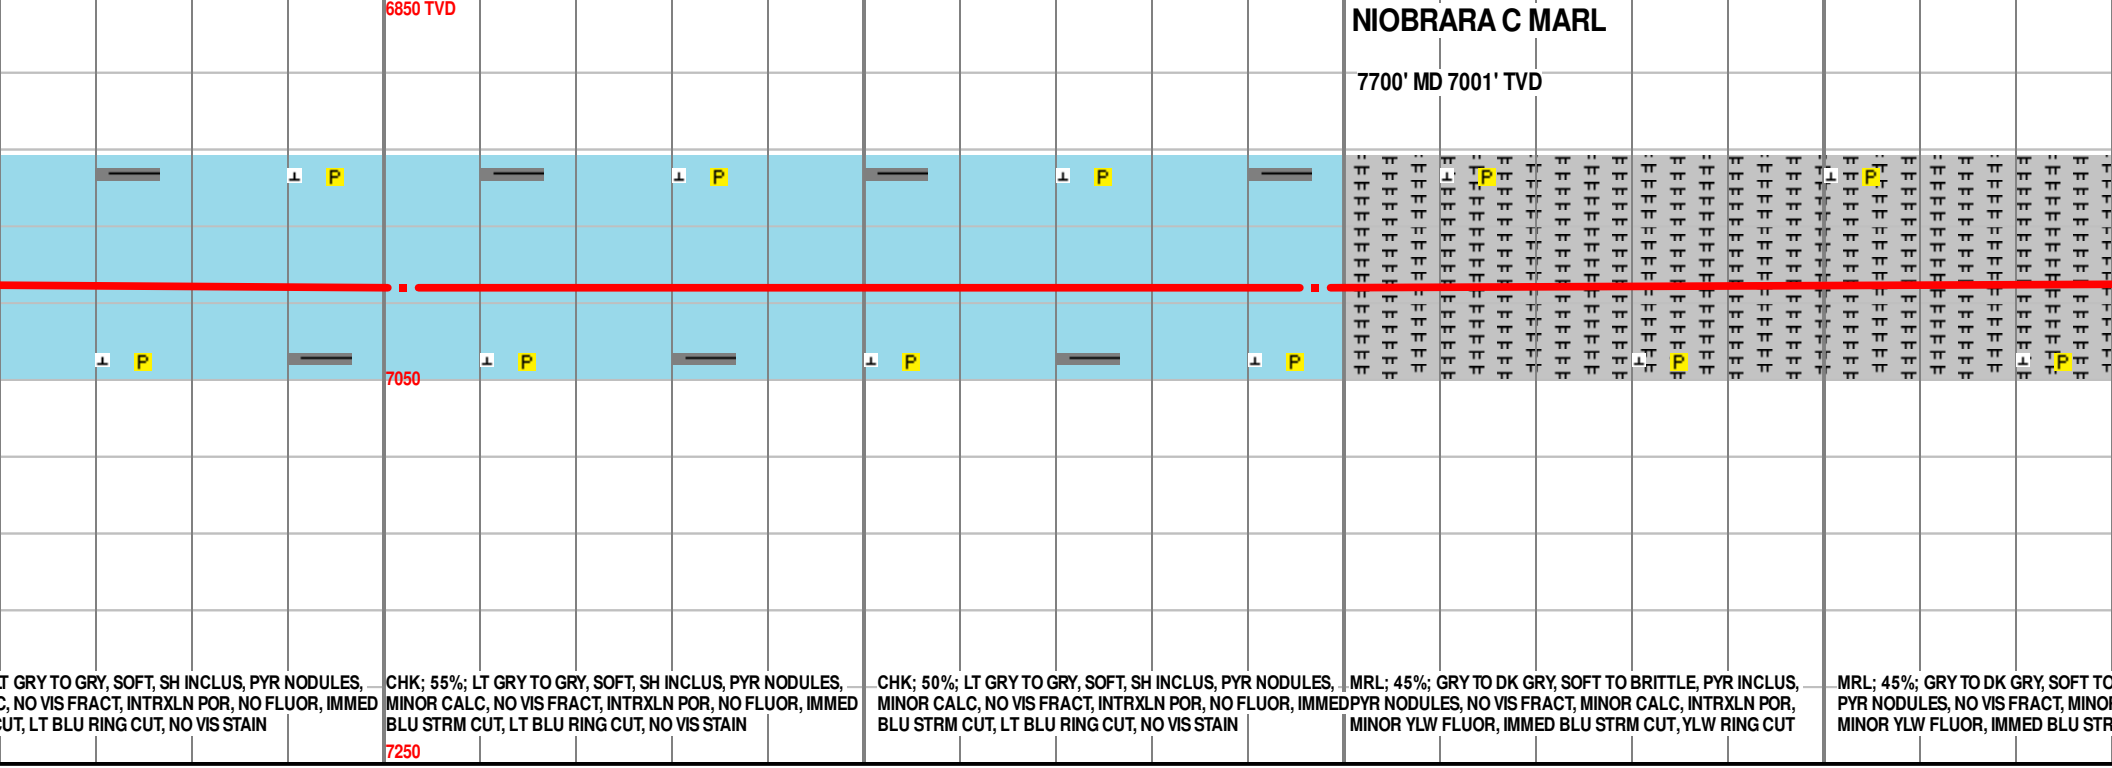 6850 TVD
NIOBRARA C MARL
7700' MD 7001' TVD
P P P P P
P P P P P P
7050
T GRY TO GRY, SOFT, SH INCLUS, PYR NODULES,
C, NO VIS FRACT, INTRXLN POR, NO FLUOR, IMMED
CUT, LT BLU RING CUT, NO VIS STAIN
CHK; 55%; LT GRY TO GRY, SOFT, SH INCLUS, PYR NODULES,
MINOR CALC, NO VIS FRACT, INTRXLN POR, NO FLUOR, IMMED
BLU STRM CUT, LT BLU RING CUT, NO VIS STAIN
CHK; 50%; LT GRY TO GRY, SOFT, SH INCLUS, PYR NODULES,
MINOR CALC, NO VIS FRACT, INTRXLN POR, NO FLUOR, IMMED
BLU STRM CUT, LT BLU RING CUT, NO VIS STAIN
MRL; 45%; GRY TO DK GRY, SOFT TO BRITTLE, PYR INCLUS,
PYR NODULES, NO VIS FRACT, MINOR CALC, INTRXLN POR,
MINOR YLW FLUOR, IMMED BLU STRM CUT, YLW RING CUT
MRL; 45%; GRY TO DK GRY, SOFT TO
PYR NODULES, NO VIS FRACT, MINOR
MINOR YLW FLUOR, IMMED BLU STR
7250